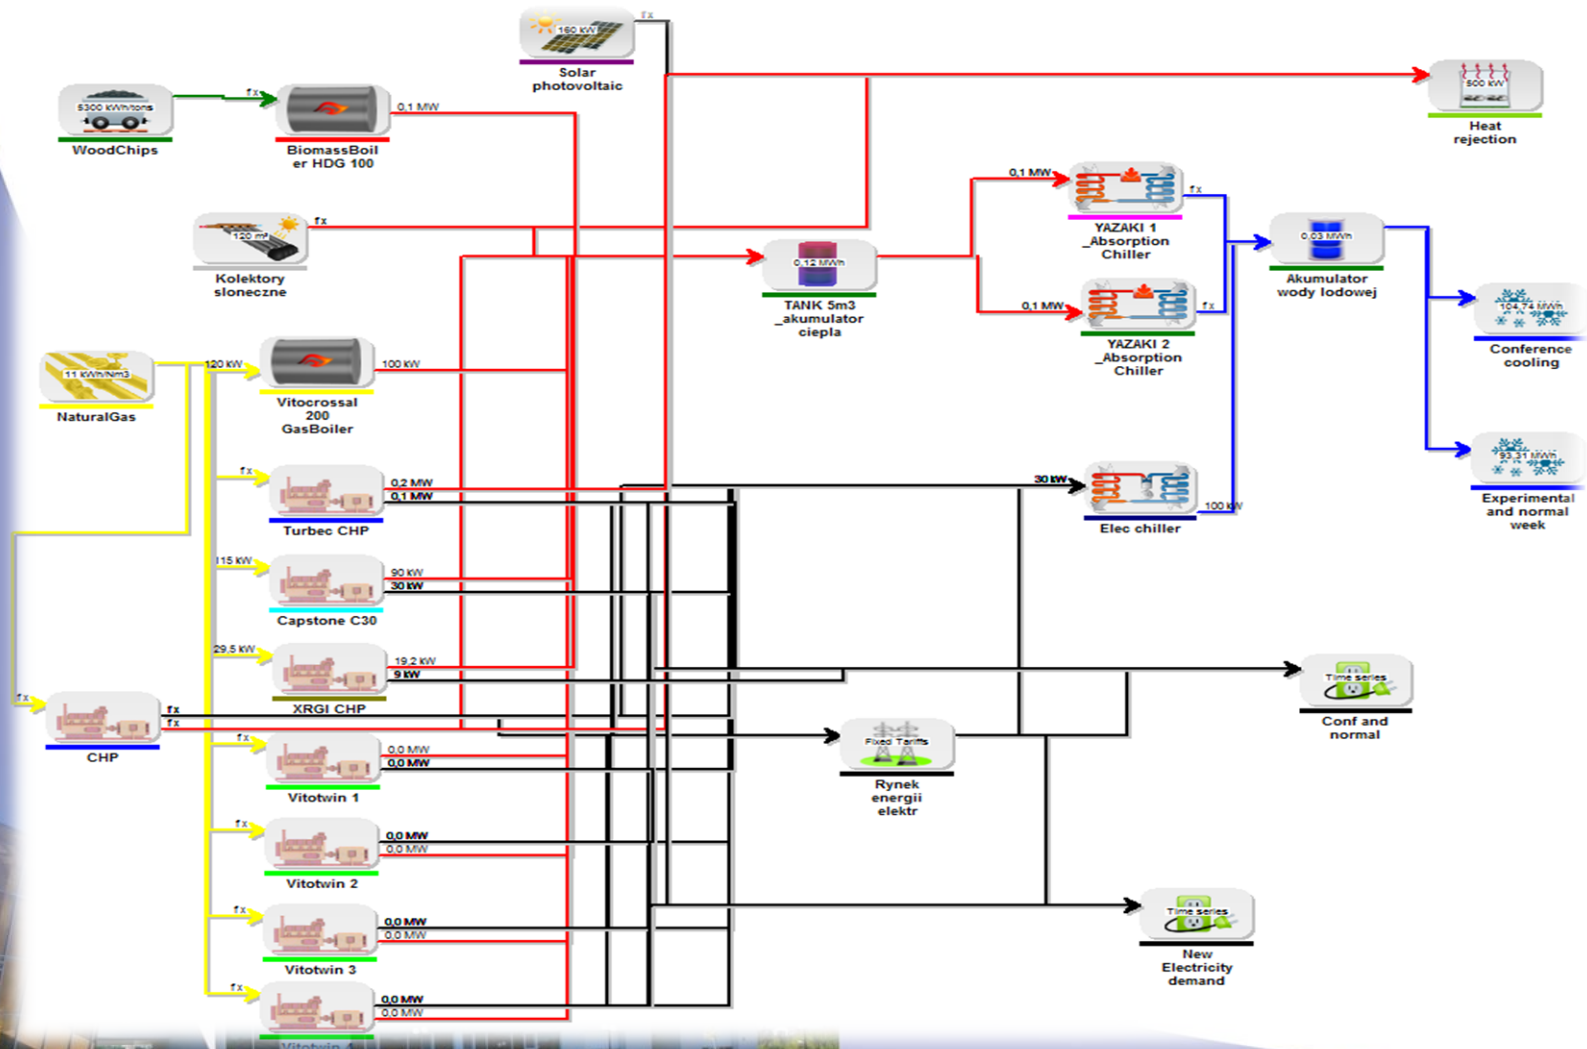 fx
160 kW
Solar
photovoltaic
5300 kWh/tons
WoodChips
fx
BiomassBoil
er HDG 100
0,1 MW
500 kW
Heat
rejection
120 m²
fx
Kolektory
sloneczne
0,12 MWh
TANK 5m3
_akumulator
ciepla
0,1 MW
fx
YAZAKI 1
_Absorption
Chiller
0,1 MW
fx
YAZAKI 2
_Absorption
Chiller
0,03 MWh
Akumulator
wody lodowej
104,74 MWh
Conference
cooling
93,31 MWh
Experimental
and normal
week
11 kWh/Nm3
NaturalGas
120 kW
100 kW
Vitocrossal
200
GasBoiler
fx
0,2 MW
0,1 MW
Turbec CHP
30 kW
100 kW
Elec chiller
115 kW
90 kW
30 kW
Capstone C30
29,5 kW
19,2 kW
9 kW
XRGI CHP
Time series
Conf and
normal
fx
fx
fx
CHP
Fixed Tariffs
Rynek
energii
elektr
fx
0,0 MW
0,0 MW
Vitotwin 1
fx
0,0 MW
0,0 MW
Vitotwin 2
fx
0,0 MW
0,0 MW
Vitotwin 3
Time series
New
Electricity
demand
fx
0,0 MW
0,0 MW
Vitotwin 4